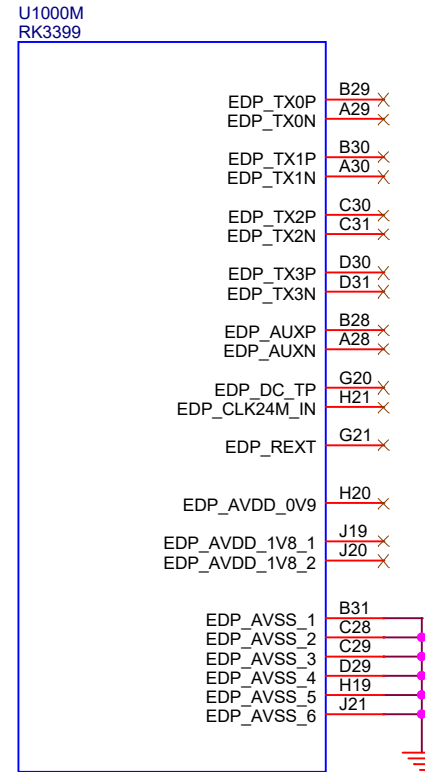 U1000M
RK3399
EDP_TX0P B29
EDP_TX0N A29
EDP_TX1P B30
EDP_TX1N A30
EDP_TX2P C30
EDP_TX2N C31
EDP_TX3P D30
EDP_TX3N D31
EDP_AUXP B28
EDP_AUXN A28
EDP_DC_TP G20
EDP_CLK24M_IN H21
EDP_REXT G21
EDP_AVDD_0V9 H20
EDP_AVDD_1V8_1 J19
EDP_AVDD_1V8_2 J20
EDP_AVSS_1 B31
EDP_AVSS_2 C28
EDP_AVSS_3 C29
EDP_AVSS_4 D29
EDP_AVSS_5 H19
EDP_AVSS_6 J21